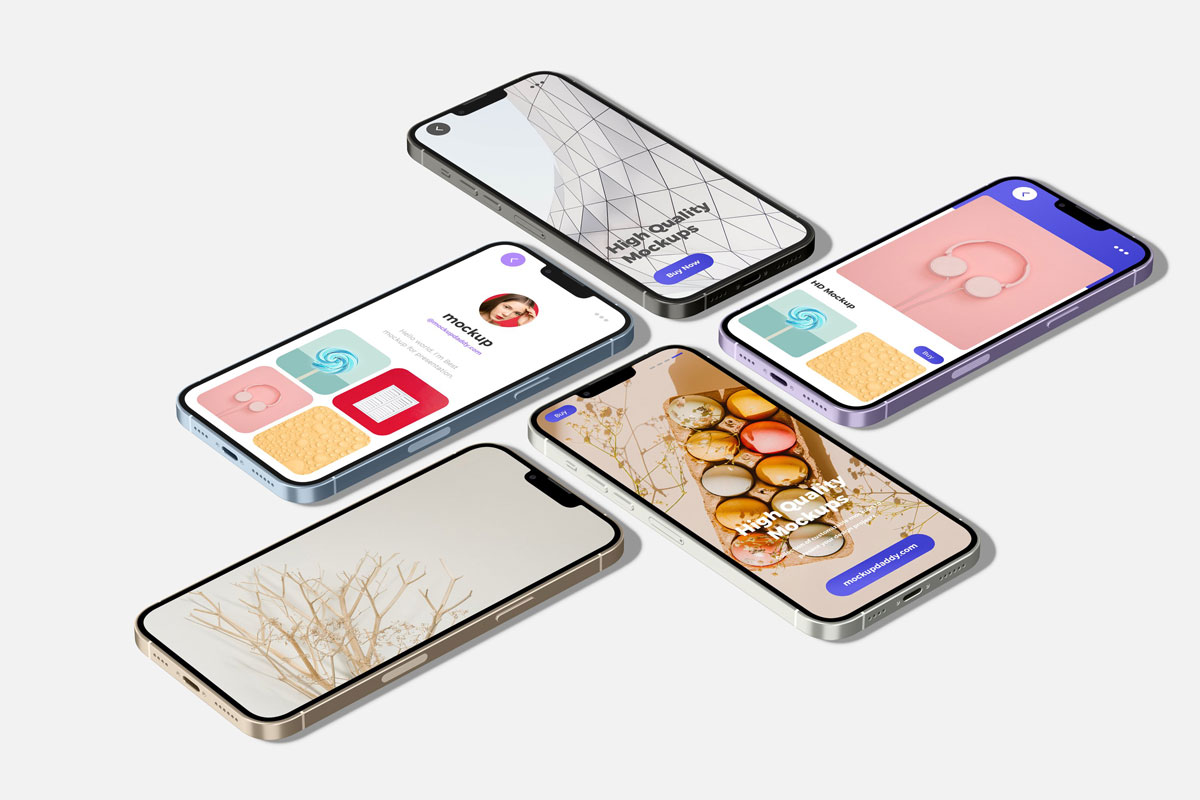 High Quality
Mockups
Buy Now
HD Mockup
Buy
mockup
@mockupdaddy.com
Hello world, I'm Best
mockup for presentation.
Buy
High Quality
Mockups
mockupdaddy.com